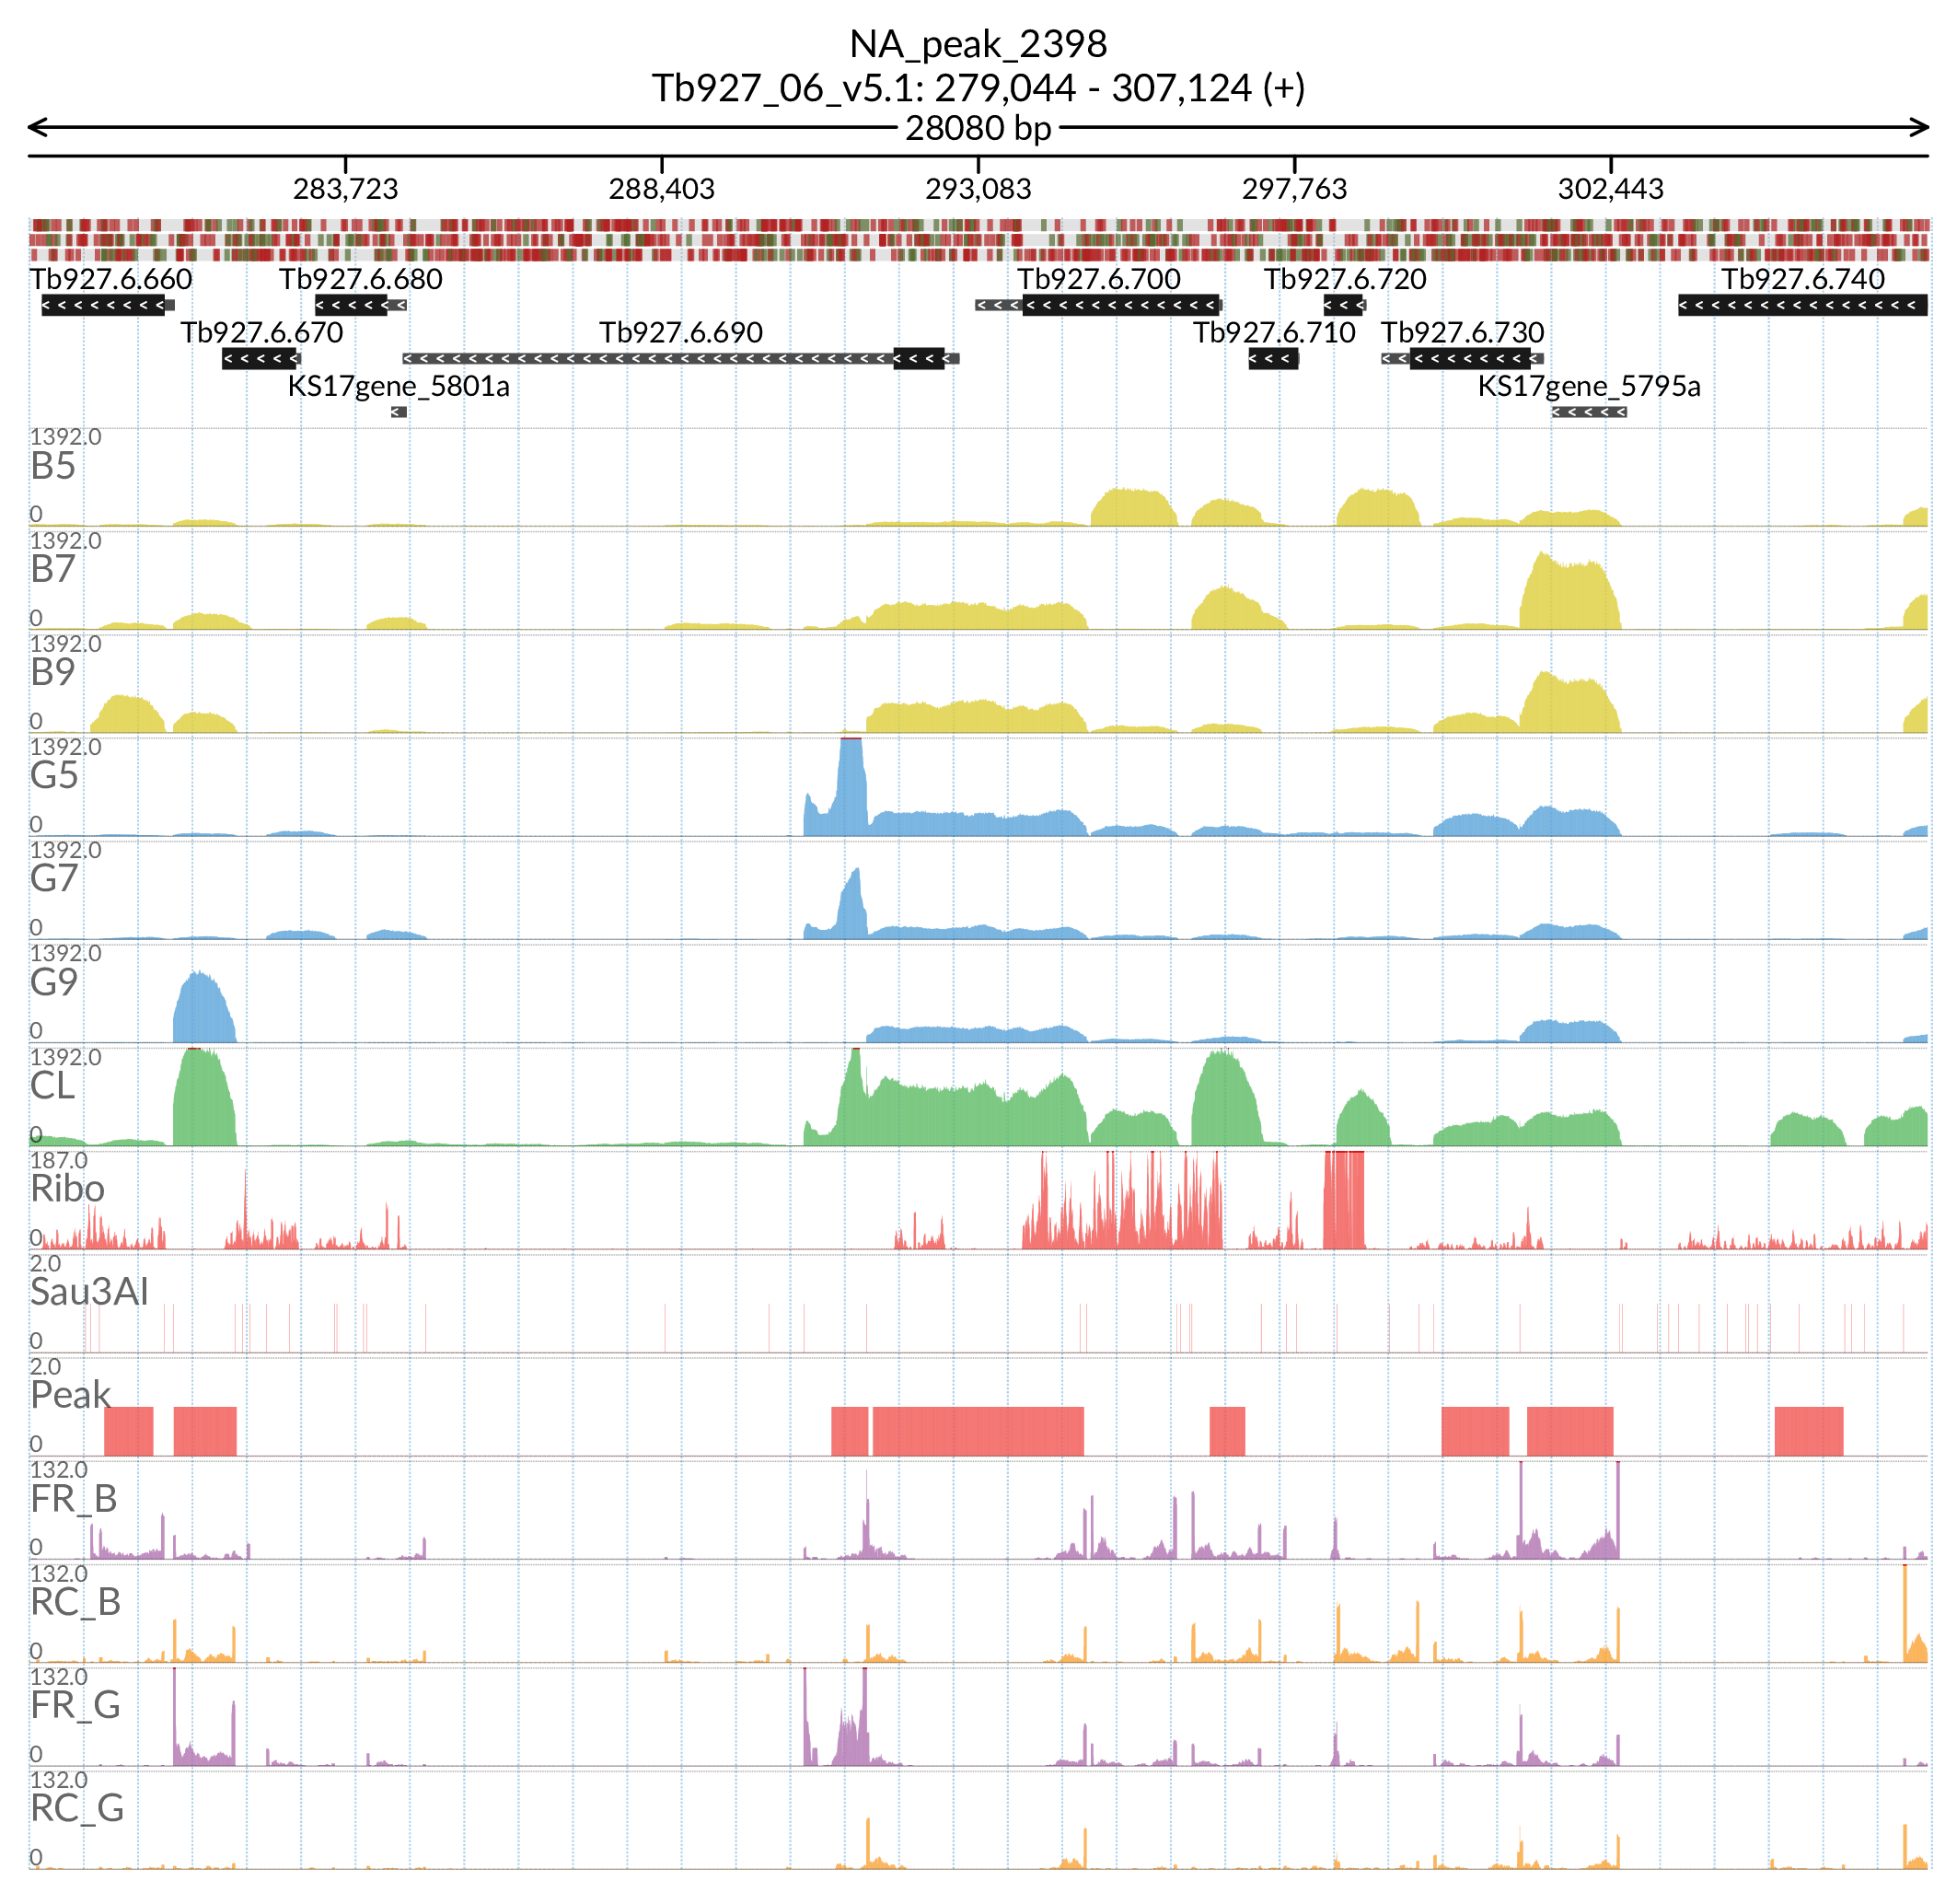 NA_peak_2398
Tb927_06_v5.1: 279,044 - 307,124 (+)
28080 bp
283,723 288,403 293,083 297,763 302,443
Tb927.6.660 Tb927.6.680 Tb927.6.700 Tb927.6.720 Tb927.6.740
Tb927.6.670 Tb927.6.690 Tb927.6.710 Tb927.6.730
KS17gene_5801a KS17gene_5795a
1392.0
B5
0
1392.0
B7
0
1392.0
B9
0
1392.0
G5
0
1392.0
G7
0
1392.0
G9
0
1392.0
CL
0
187.0
Ribo
0
2.0
Sau3AI
0
2.0
Peak
0
132.0
FR_B
0
132.0
RC_B
0
132.0
FR_G
0
132.0
RC_G
0